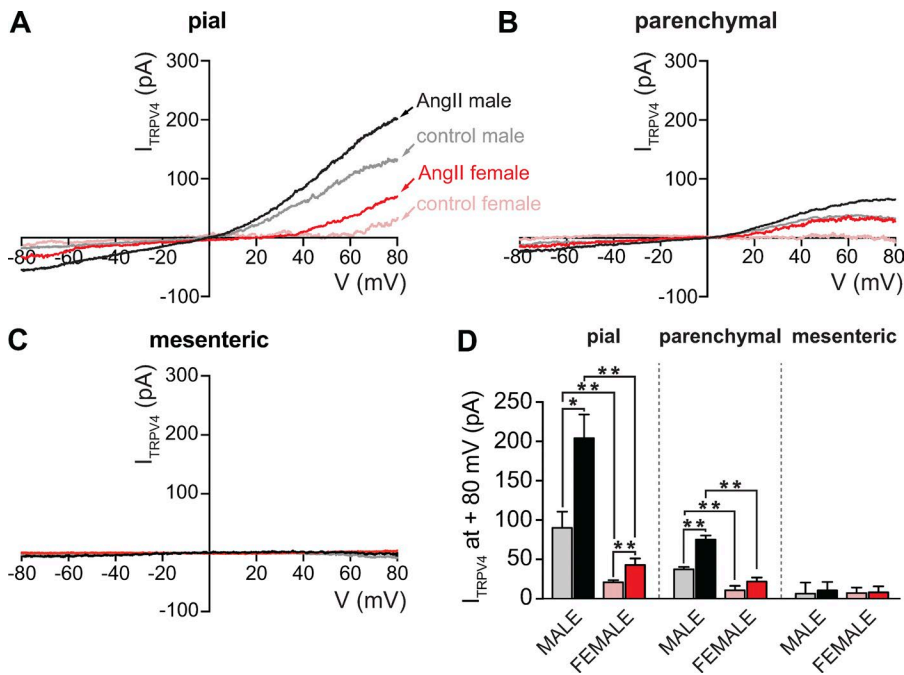 A
pial
I_TRPV4 (pA)
300
200
100
-100
-80
-60
-40
-20
20
40
60
80
V (mV)
AngII male
control male
AngII female
control female
B
parenchymal
I_TRPV4 (pA)
300
200
100
-100
-80
-60
-40
-20
20
40
60
80
V (mV)
C
mesenteric
I_TRPV4 (pA)
300
200
100
-100
-80
-60
-40
-20
20
40
60
80
V (mV)
D
pial parenchymal mesenteric
I_TRPV4 at + 80 mV (pA)
250
200
150
100
50
0
**
**
*
**
**
**
**
MALE
FEMALE
MALE
FEMALE
MALE
FEMALE